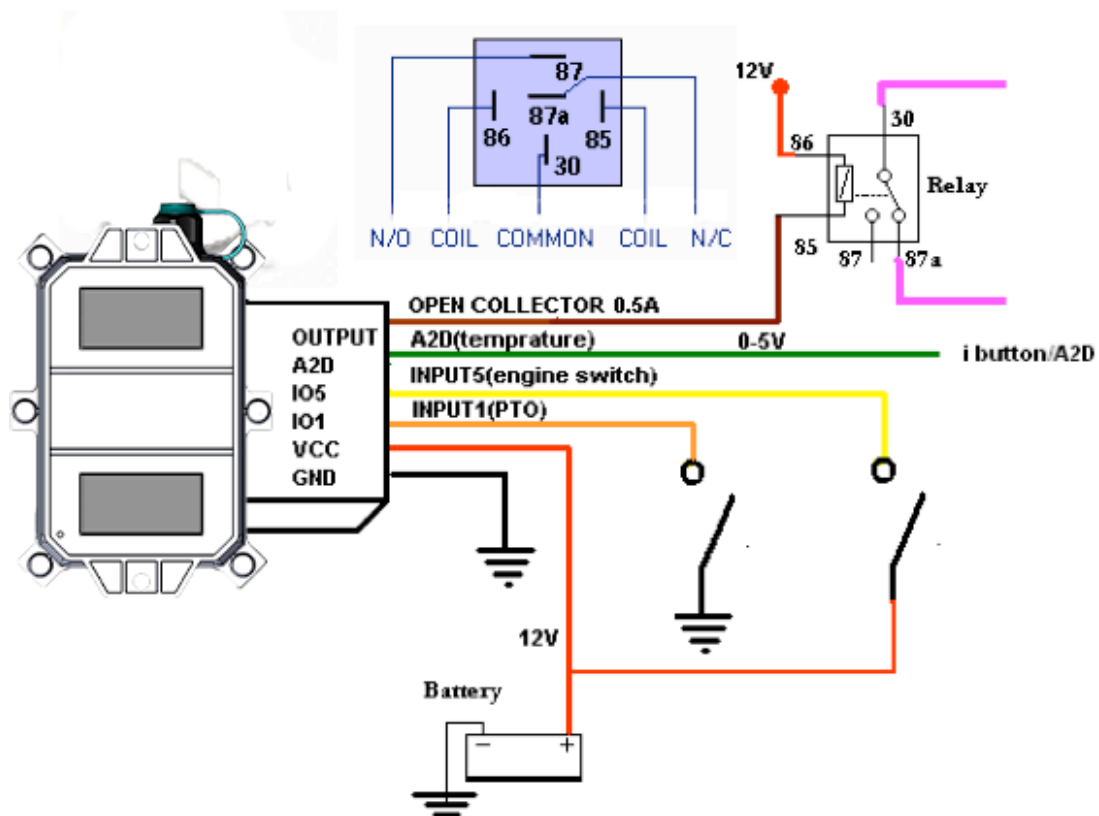 87
87a
86
85
30
N/O COIL COMMON COIL N/C
12V
30
86
Relay
85
87
87a
OPEN COLLECTOR 0.5A
OUTPUT
A2D(temprature)
0-5V
i button/A2D
A2D
INPUT5(engine switch)
IO5
INPUT1(PTO)
IO1
VCC
GND
12V
Battery
− +